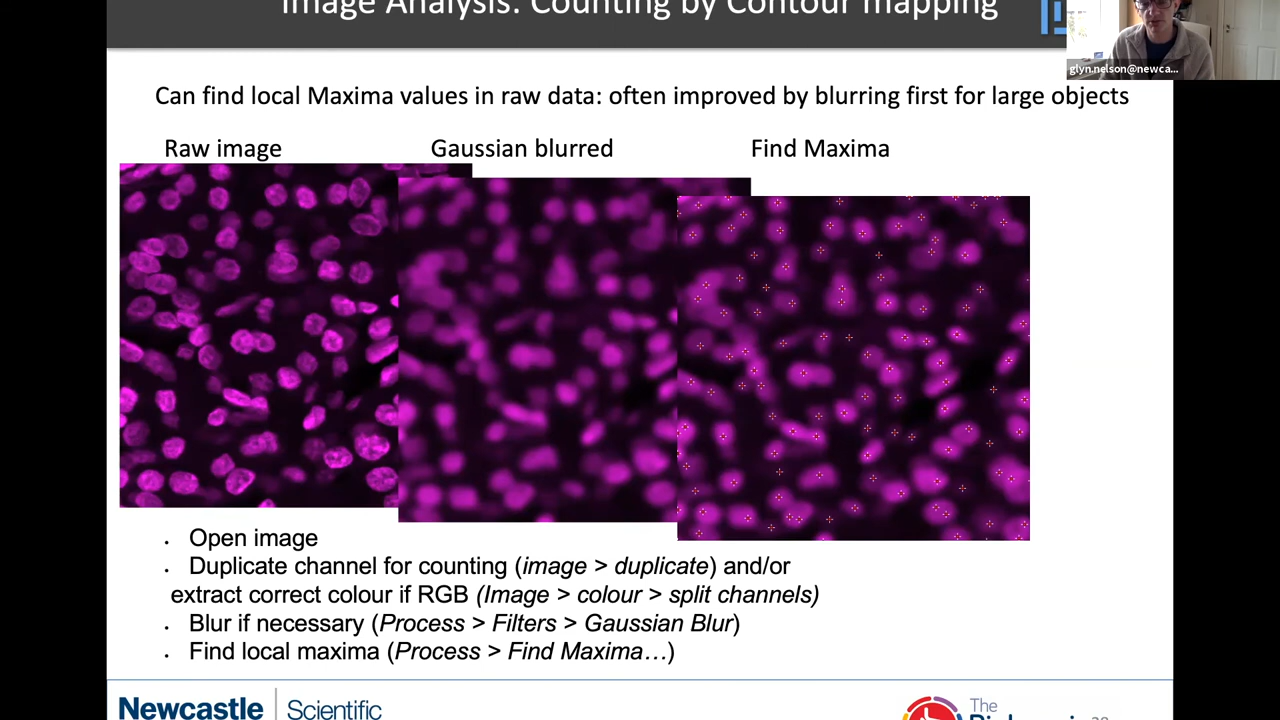 Image Analysis: Counting by Contour mapping
glyn.nelson@newca...
Can find local Maxima values in raw data: often improved by blurring first for large objects
Raw image
Gaussian blurred
Find Maxima
• Open image
• Duplicate channel for counting (image > duplicate) and/or
extract correct colour if RGB (Image > colour > split channels)
• Blur if necessary (Process > Filters > Gaussian Blur)
• Find local maxima (Process > Find Maxima…)
Newcastle
Scientific
The